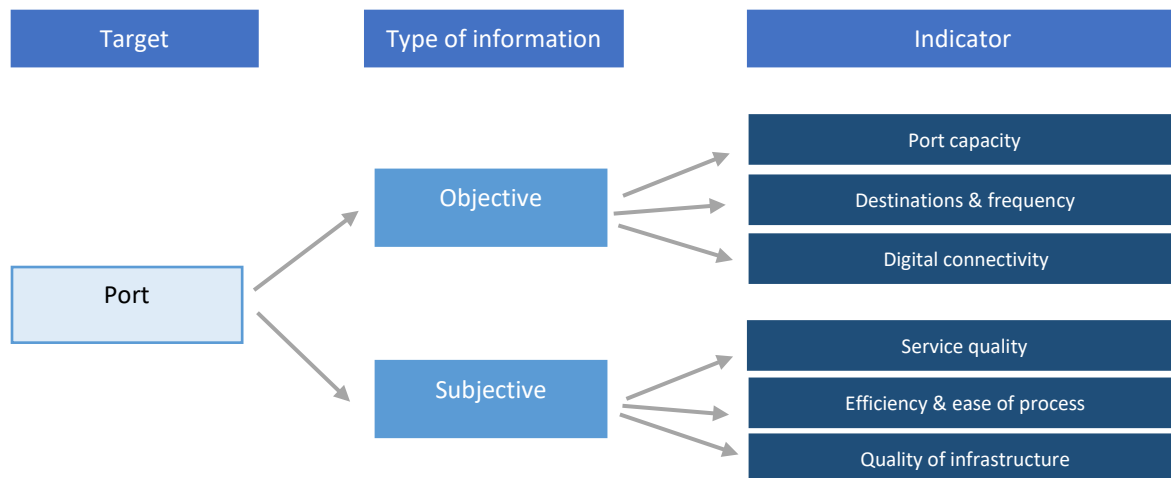 Target
Type of information
Indicator
Port
Objective
Port capacity
Destinations & frequency
Digital connectivity
Subjective
Service quality
Efficiency & ease of process
Quality of infrastructure